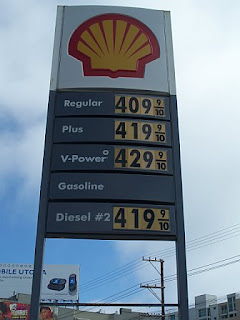 Regular 409 9/10
Plus 419 9/10
V-Power 429 9/10
Gasoline
Diesel #2 419 9/10